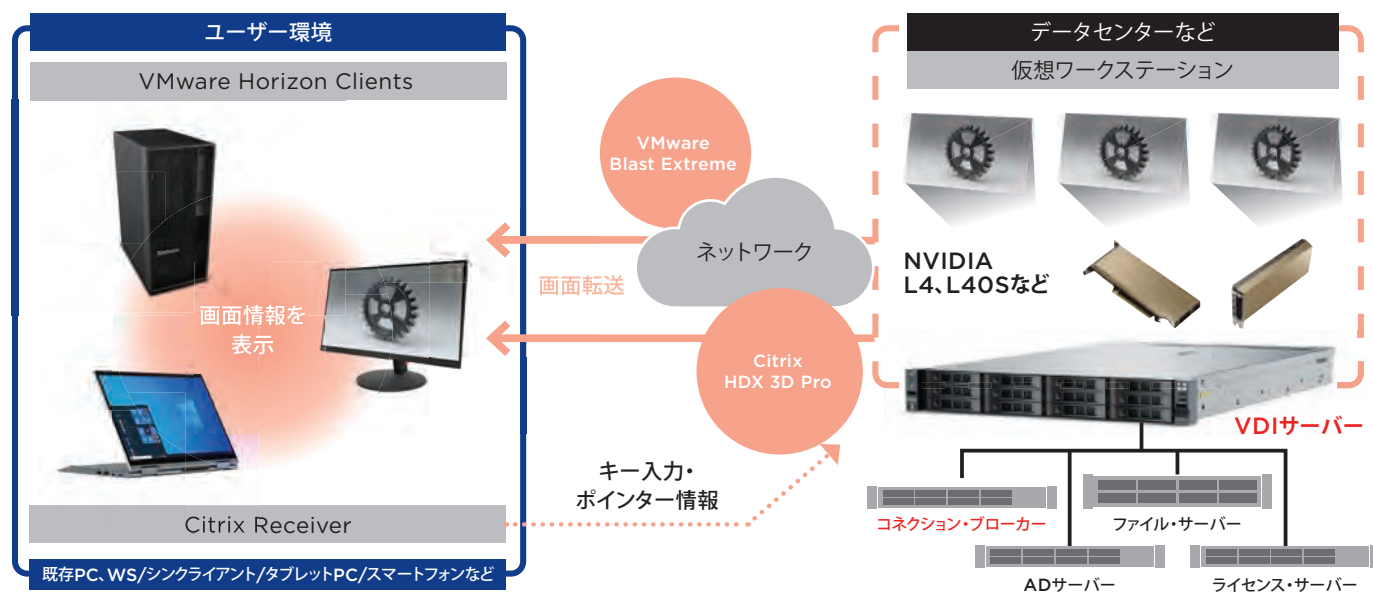 ユーザー環境
VMware Horizon Clients
画面情報を
表示
Citrix Receiver
既存PC、WS/シンクライアント/タブレットPC/スマートフォンなど
VMware
Blast Extreme
ネットワーク
画面転送
Citrix
HDX 3D Pro
キー入力・
ポインター情報
データセンターなど
仮想ワークステーション
NVIDIA
L4、L40Sなど
VDIサーバー
コネクション・ブローカー
ファイル・サーバー
ADサーバー
ライセンス・サーバー